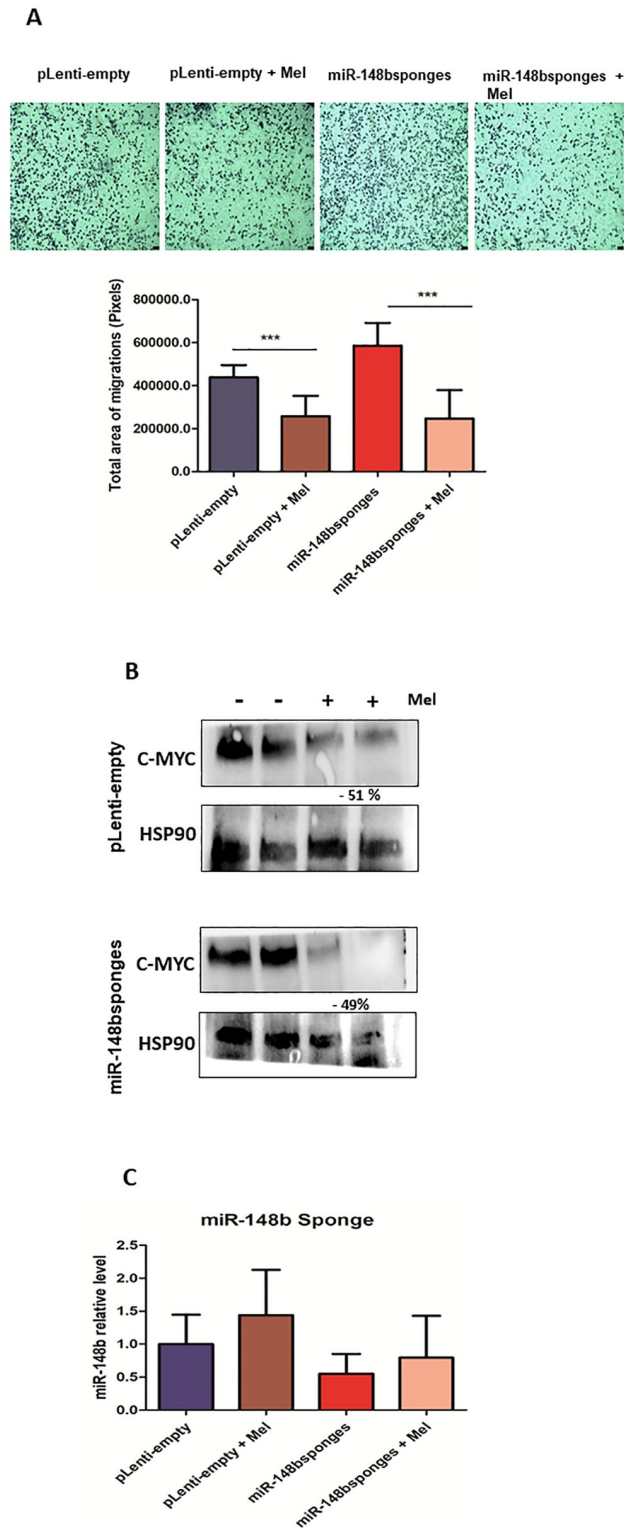 A
pLenti-empty
pLenti-empty + Mel
miR-148bsponges
miR-148bsponges +
Mel
Total area of migrations (Pixels)
800000.0
600000.0
400000.0
200000.0
0.0
***
***
pLenti-empty
pLenti-empty + Mel
miR-148bsponges
miR-148bsponges + Mel
B
- - + + Mel
pLenti-empty
C-MYC
- 51 %
HSP90
miR-148bsponges
C-MYC
- 49%
HSP90
C
miR-148b Sponge
miR-148b relative level
2.5
2.0
1.5
1.0
0.5
0.0
pLenti-empty
pLenti-empty + Mel
miR-148bsponges
miR-148bsponges + Mel